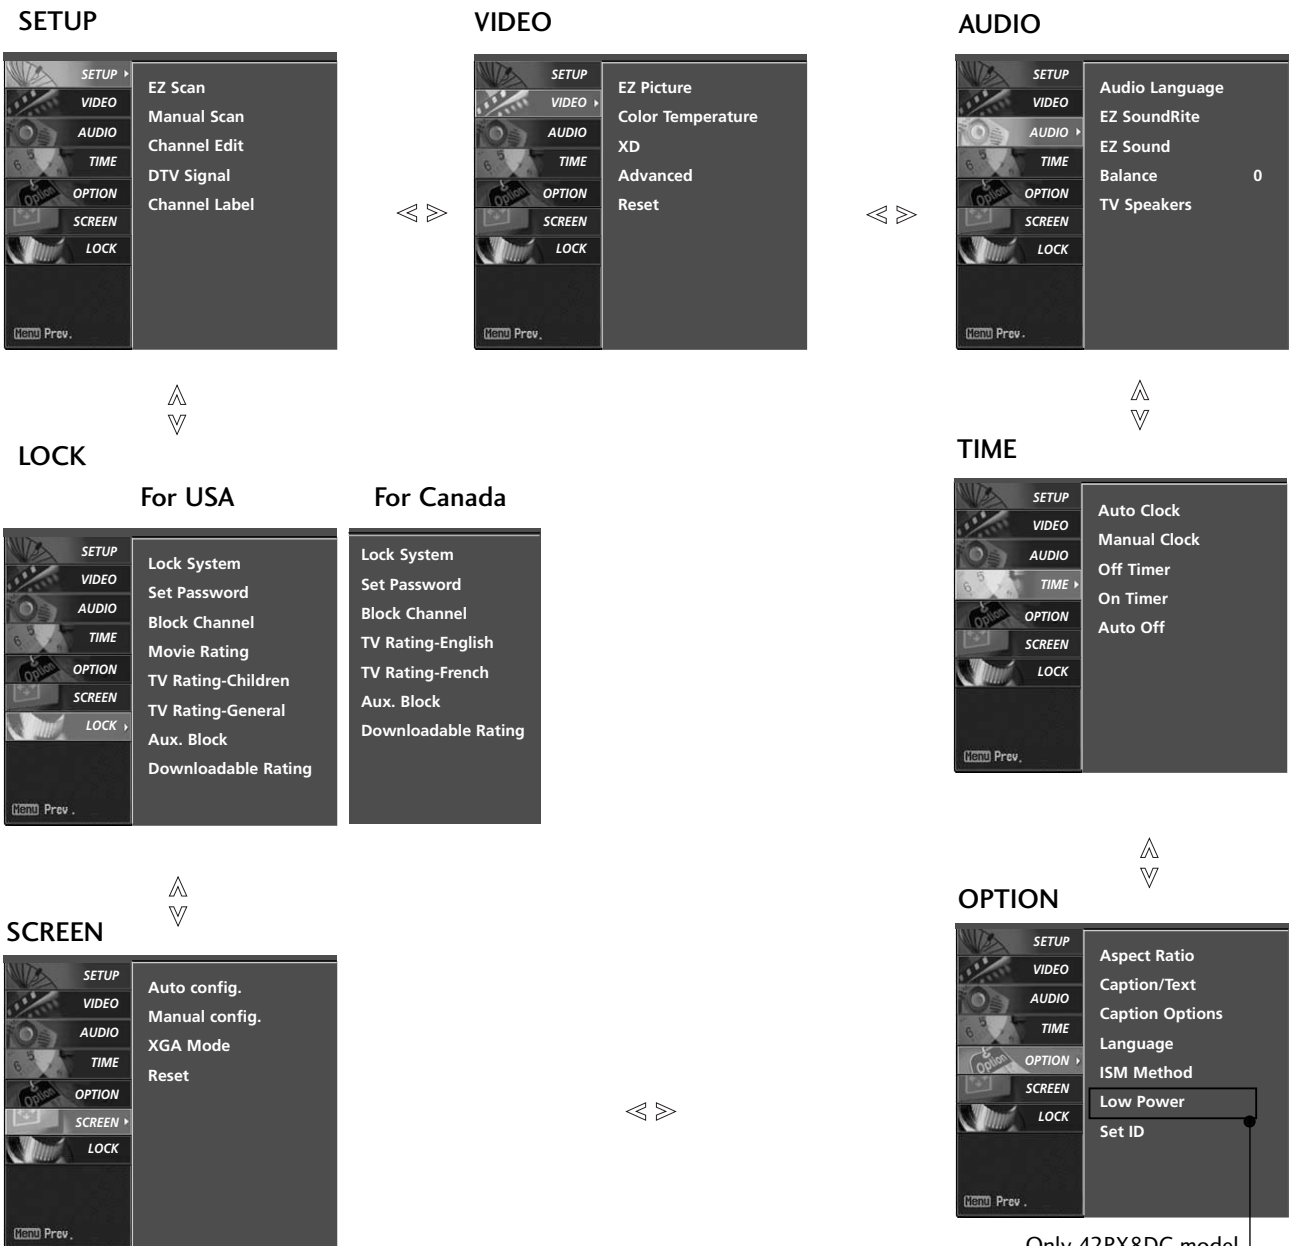 SETUP
SETUP
VIDEO
AUDIO
TIME
OPTION
SCREEN
LOCK
Menu Prev.
EZ Scan
Manual Scan
Channel Edit
DTV Signal
Channel Label
VIDEO
SETUP
VIDEO
AUDIO
TIME
OPTION
SCREEN
LOCK
Menu Prev.
EZ Picture
Color Temperature
XD
Advanced
Reset
AUDIO
SETUP
VIDEO
AUDIO
TIME
OPTION
SCREEN
LOCK
Menu Prev.
Audio Language
EZ SoundRite
EZ Sound
Balance 0
TV Speakers
LOCK
For USA
SETUP
VIDEO
AUDIO
TIME
OPTION
SCREEN
LOCK
Menu Prev.
Lock System
Set Password
Block Channel
Movie Rating
TV Rating-Children
TV Rating-General
Aux. Block
Downloadable Rating
For Canada
Lock System
Set Password
Block Channel
TV Rating-English
TV Rating-French
Aux. Block
Downloadable Rating
TIME
SETUP
VIDEO
AUDIO
TIME
OPTION
SCREEN
LOCK
Menu Prev.
Auto Clock
Manual Clock
Off Timer
On Timer
Auto Off
SCREEN
SETUP
VIDEO
AUDIO
TIME
OPTION
SCREEN
LOCK
Menu Prev.
Auto config.
Manual config.
XGA Mode
Reset
OPTION
SETUP
VIDEO
AUDIO
TIME
OPTION
SCREEN
LOCK
Menu Prev.
Aspect Ratio
Caption/Text
Caption Options
Language
ISM Method
Low Power
Set ID
Only 42PX8DC model